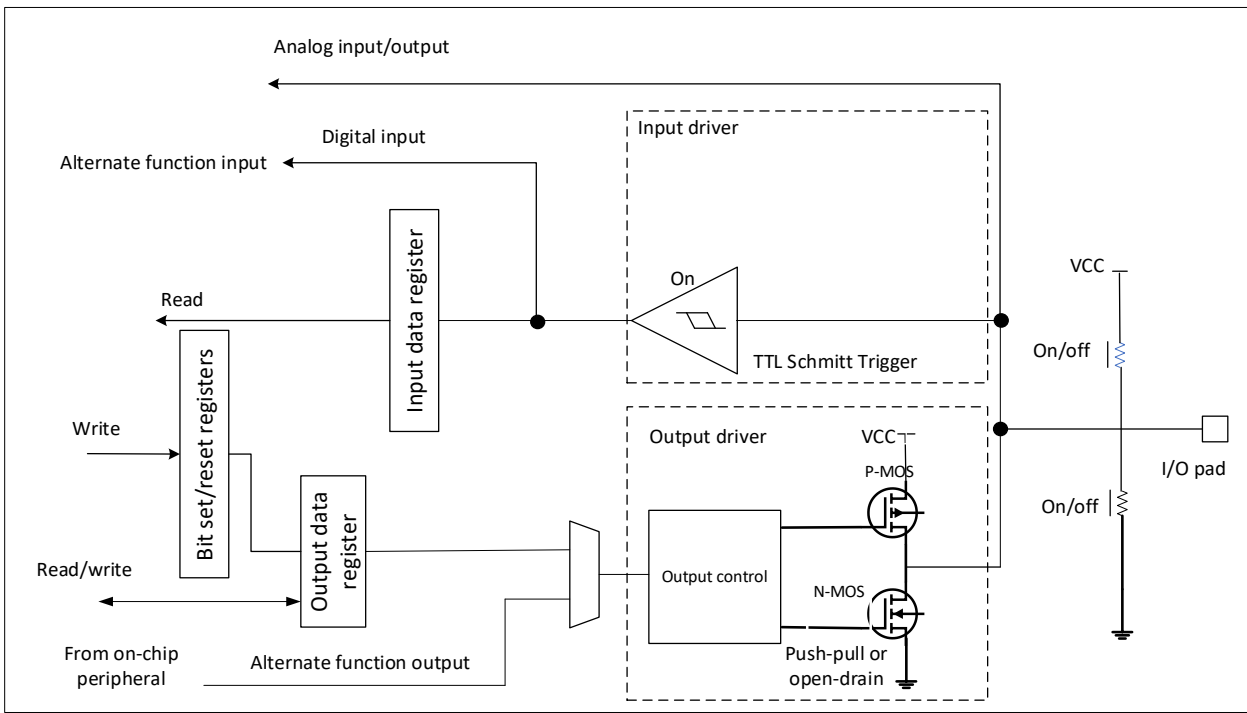 Analog input/output
Input driver
Digital input
Alternate function input
Input data register
On
VCC
Read
On/off
TTL Schmitt Trigger
Bit set/reset registers
Write
Output driver
VCC
P-MOS
I/O pad
Output data
register
On/off
Read/write
Output control
N-MOS
From on-chip
peripheral
Alternate function output
Push-pull or
open-drain